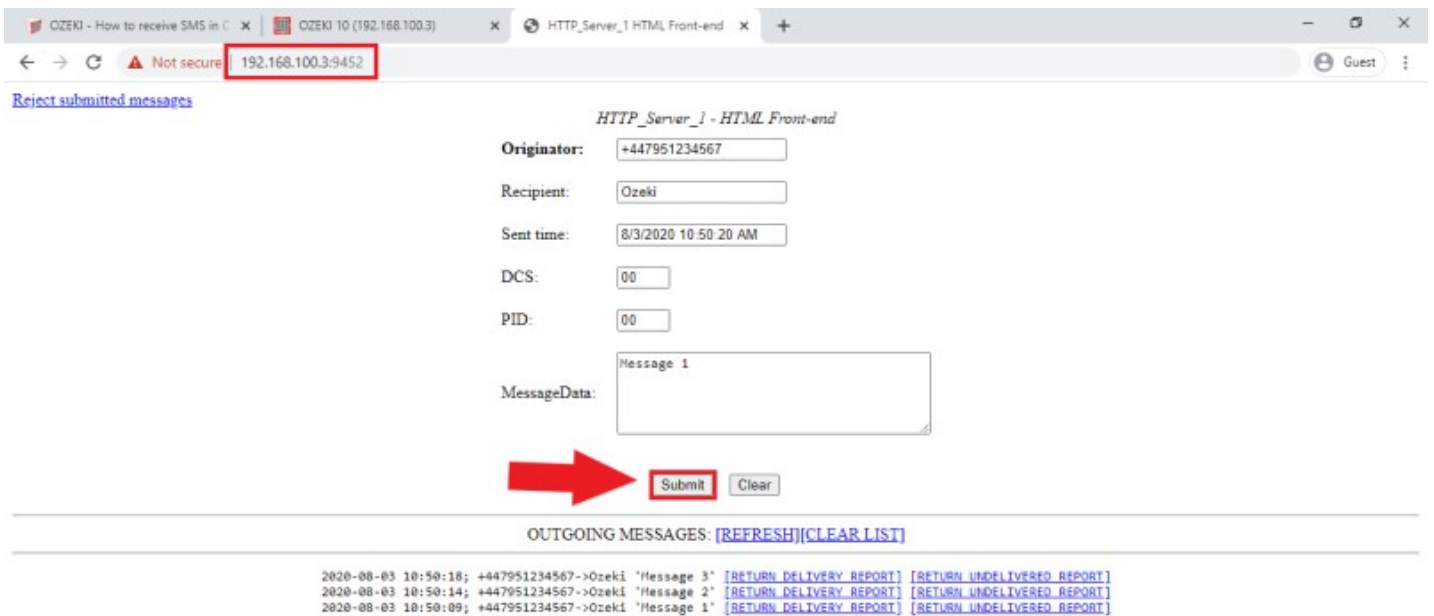 OZEKI - How to receive SMS in C
OZEKI 10 (192.168.100.3)
HTTP_Server_1 HTML Front-end
Not secure
192.168.100.3:9452
Guest
Reject submitted messages
HTTP_Server_1 - HTML Front-end
Originator: +447951234567
Recipient: Ozeki
Sent time: 8/3/2020 10:50:20 AM
DCS: 00
PID: 00
MessageData: Message 1
Submit Clear
OUTGOING MESSAGES: [REFRESH][CLEAR LIST]
2020-08-03 10:50:18; +447951234567->Ozeki 'Message 3' [RETURN DELIVERY REPORT] [RETURN UNDELIVERED REPORT]
2020-08-03 10:50:14; +447951234567->Ozeki 'Message 2' [RETURN DELIVERY REPORT] [RETURN UNDELIVERED REPORT]
2020-08-03 10:50:09; +447951234567->Ozeki 'Message 1' [RETURN DELIVERY REPORT] [RETURN UNDELIVERED REPORT]